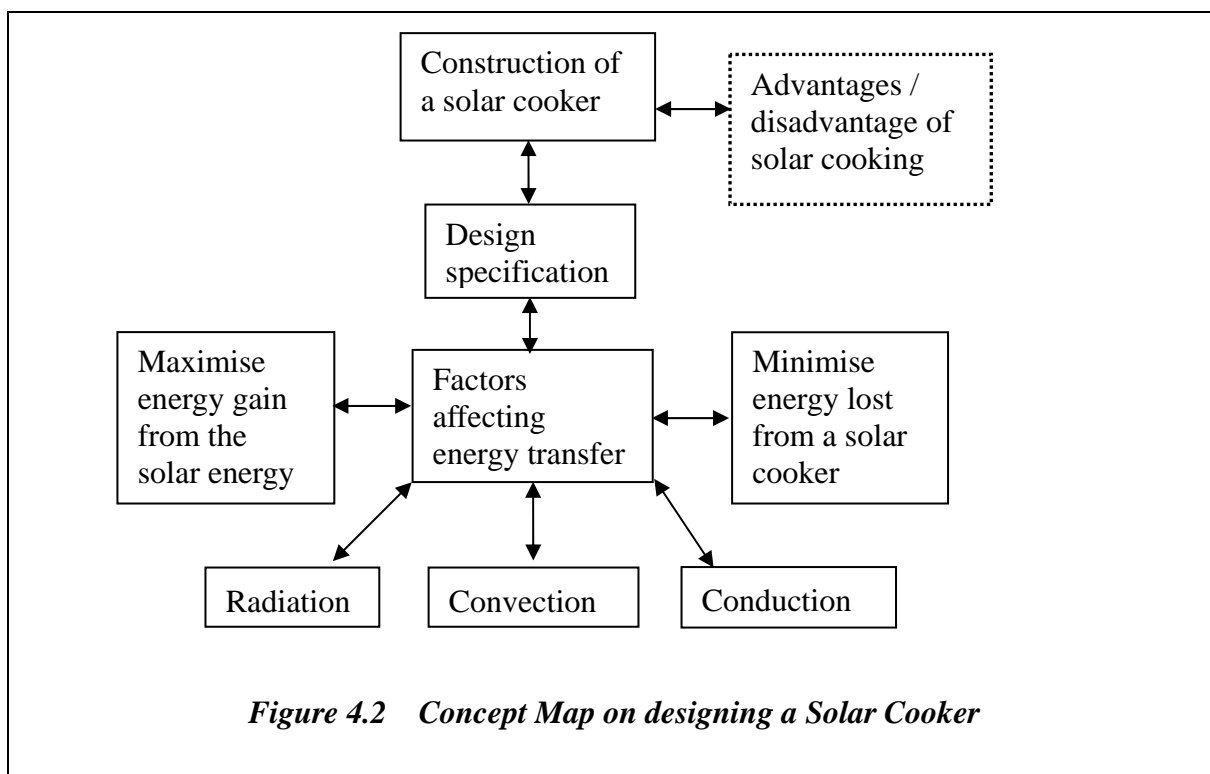 Construction of
a solar cooker
Advantages /
disadvantage of
solar cooking
Design
specification
Maximise
energy gain
from the
solar energy
Factors
affecting
energy transfer
Minimise
energy lost
from a solar
cooker
Radiation
Convection
Conduction
Figure 4.2 Concept Map on designing a Solar Cooker